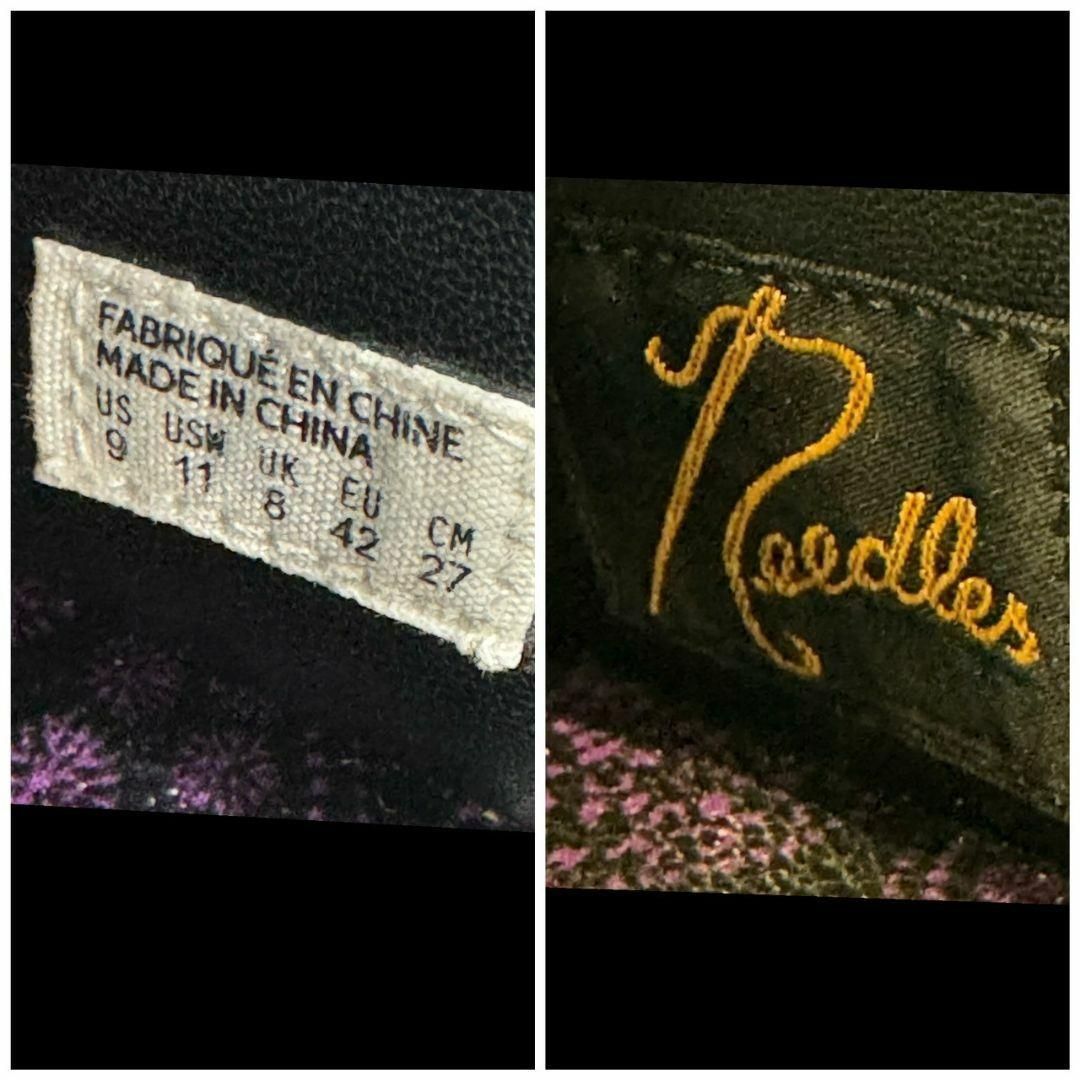 FABRIQUÉ EN CHINE
MADE IN CHINA
US USW UK EU CM
9 11 8 42 27
Needles